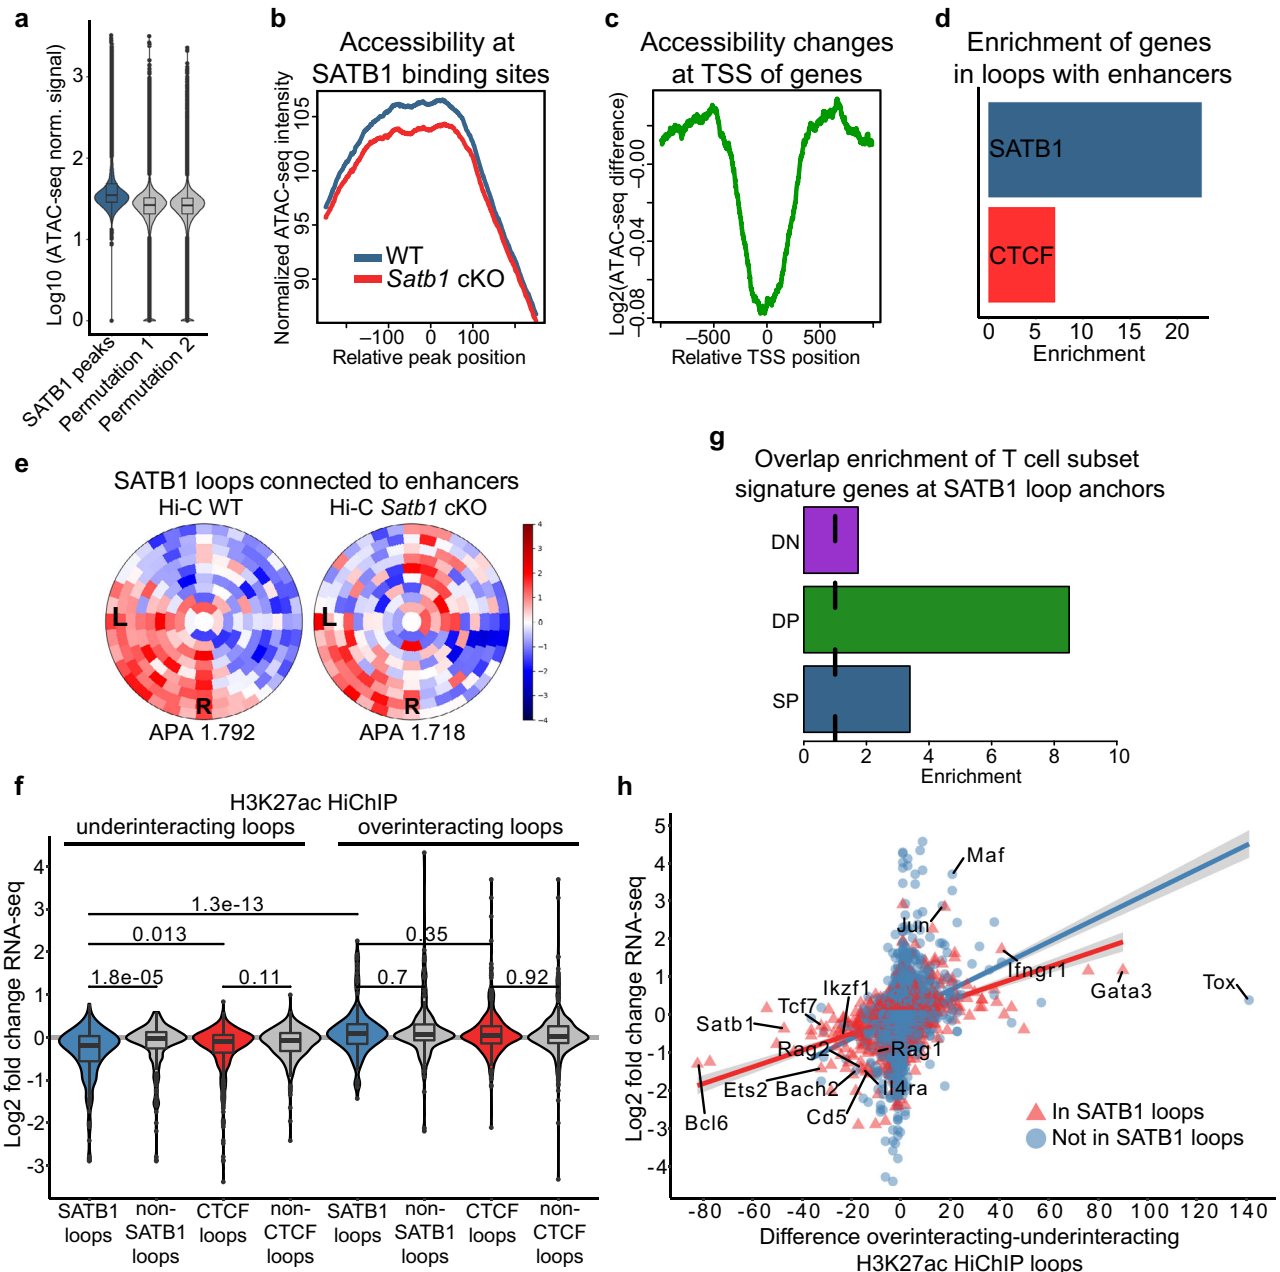 a
Log10 (ATAC-seq norm. signal)
3
2
1
0
SATB1 peaks
Permutation 1
Permutation 2
b
Accessibility at
SATB1 binding sites
Normalized ATAC-seq intensity
105
100
95
90
WT
Satb1 cKO
−100 0 100
Relative peak position
c
Accessibility changes
at TSS of genes
Log2(ATAC-seq difference)
−0.00
−0.04
−0.08
−500 0 500
Relative TSS position
d
Enrichment of genes
in loops with enhancers
SATB1
CTCF
0 5 10 15 20
Enrichment
e
SATB1 loops connected to enhancers
Hi-C WT
Hi-C Satb1 cKO
L
R
L
R
APA 1.792
APA 1.718
4
3
2
1
0
−1
−2
−3
−4
g
Overlap enrichment of T cell subset
signature genes at SATB1 loop anchors
DN
DP
SP
0 2 4 6 8 10
Enrichment
f
H3K27ac HiChIP
underinteracting loops
overinteracting loops
Log2 fold change RNA-seq
4
3
2
1
0
-1
-2
-3
1.3e-13
0.013
0.35
1.8e-05
0.11
0.7
0.92
SATB1 loops
non-SATB1 loops
CTCF loops
non-CTCF loops
SATB1 loops
non-SATB1 loops
CTCF loops
non-CTCF loops
h
Log2 fold change RNA-seq
5
4
3
2
1
0
-1
-2
-3
-4
Maf
Jun
Ifngr1
Gata3
Tox
Ikzf1
Tcf7
Satb1
Rag2
Rag1
Ets2
Bach2
Il4ra
Cd5
Bcl6
In SATB1 loops
Not in SATB1 loops
-80 -60 -40 -20 0 20 40 60 80 100 120 140
Difference overinteracting-underinteracting
H3K27ac HiChIP loops